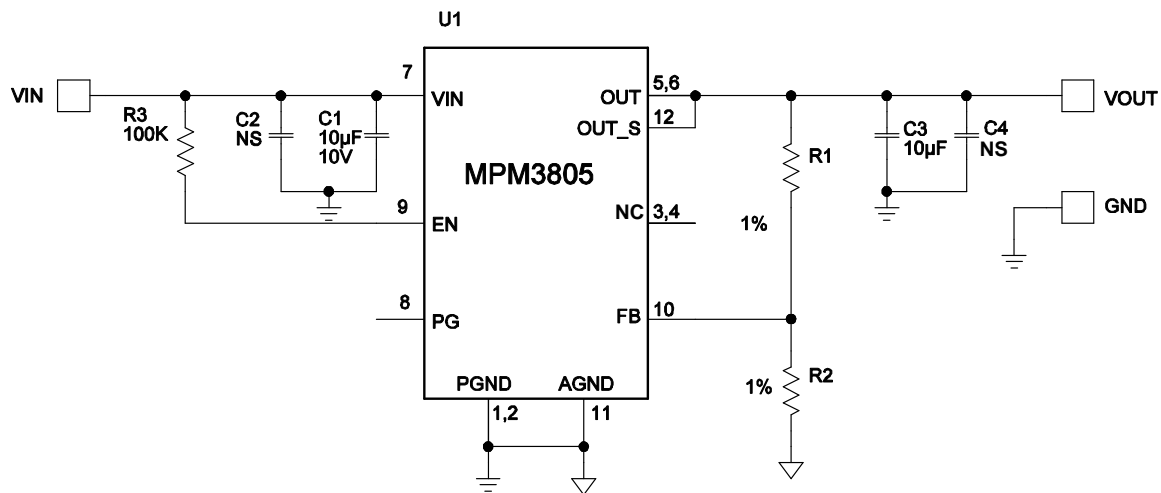 U1
VIN
R3
100K
C2
NS
C1
10µF
10V
7
VIN
9
EN
8
PG
MPM3805
OUT
5,6
OUT_S
12
NC
3,4
FB
10
PGND
1,2
AGND
11
R1
1%
R2
1%
C3
10µF
C4
NS
VOUT
GND